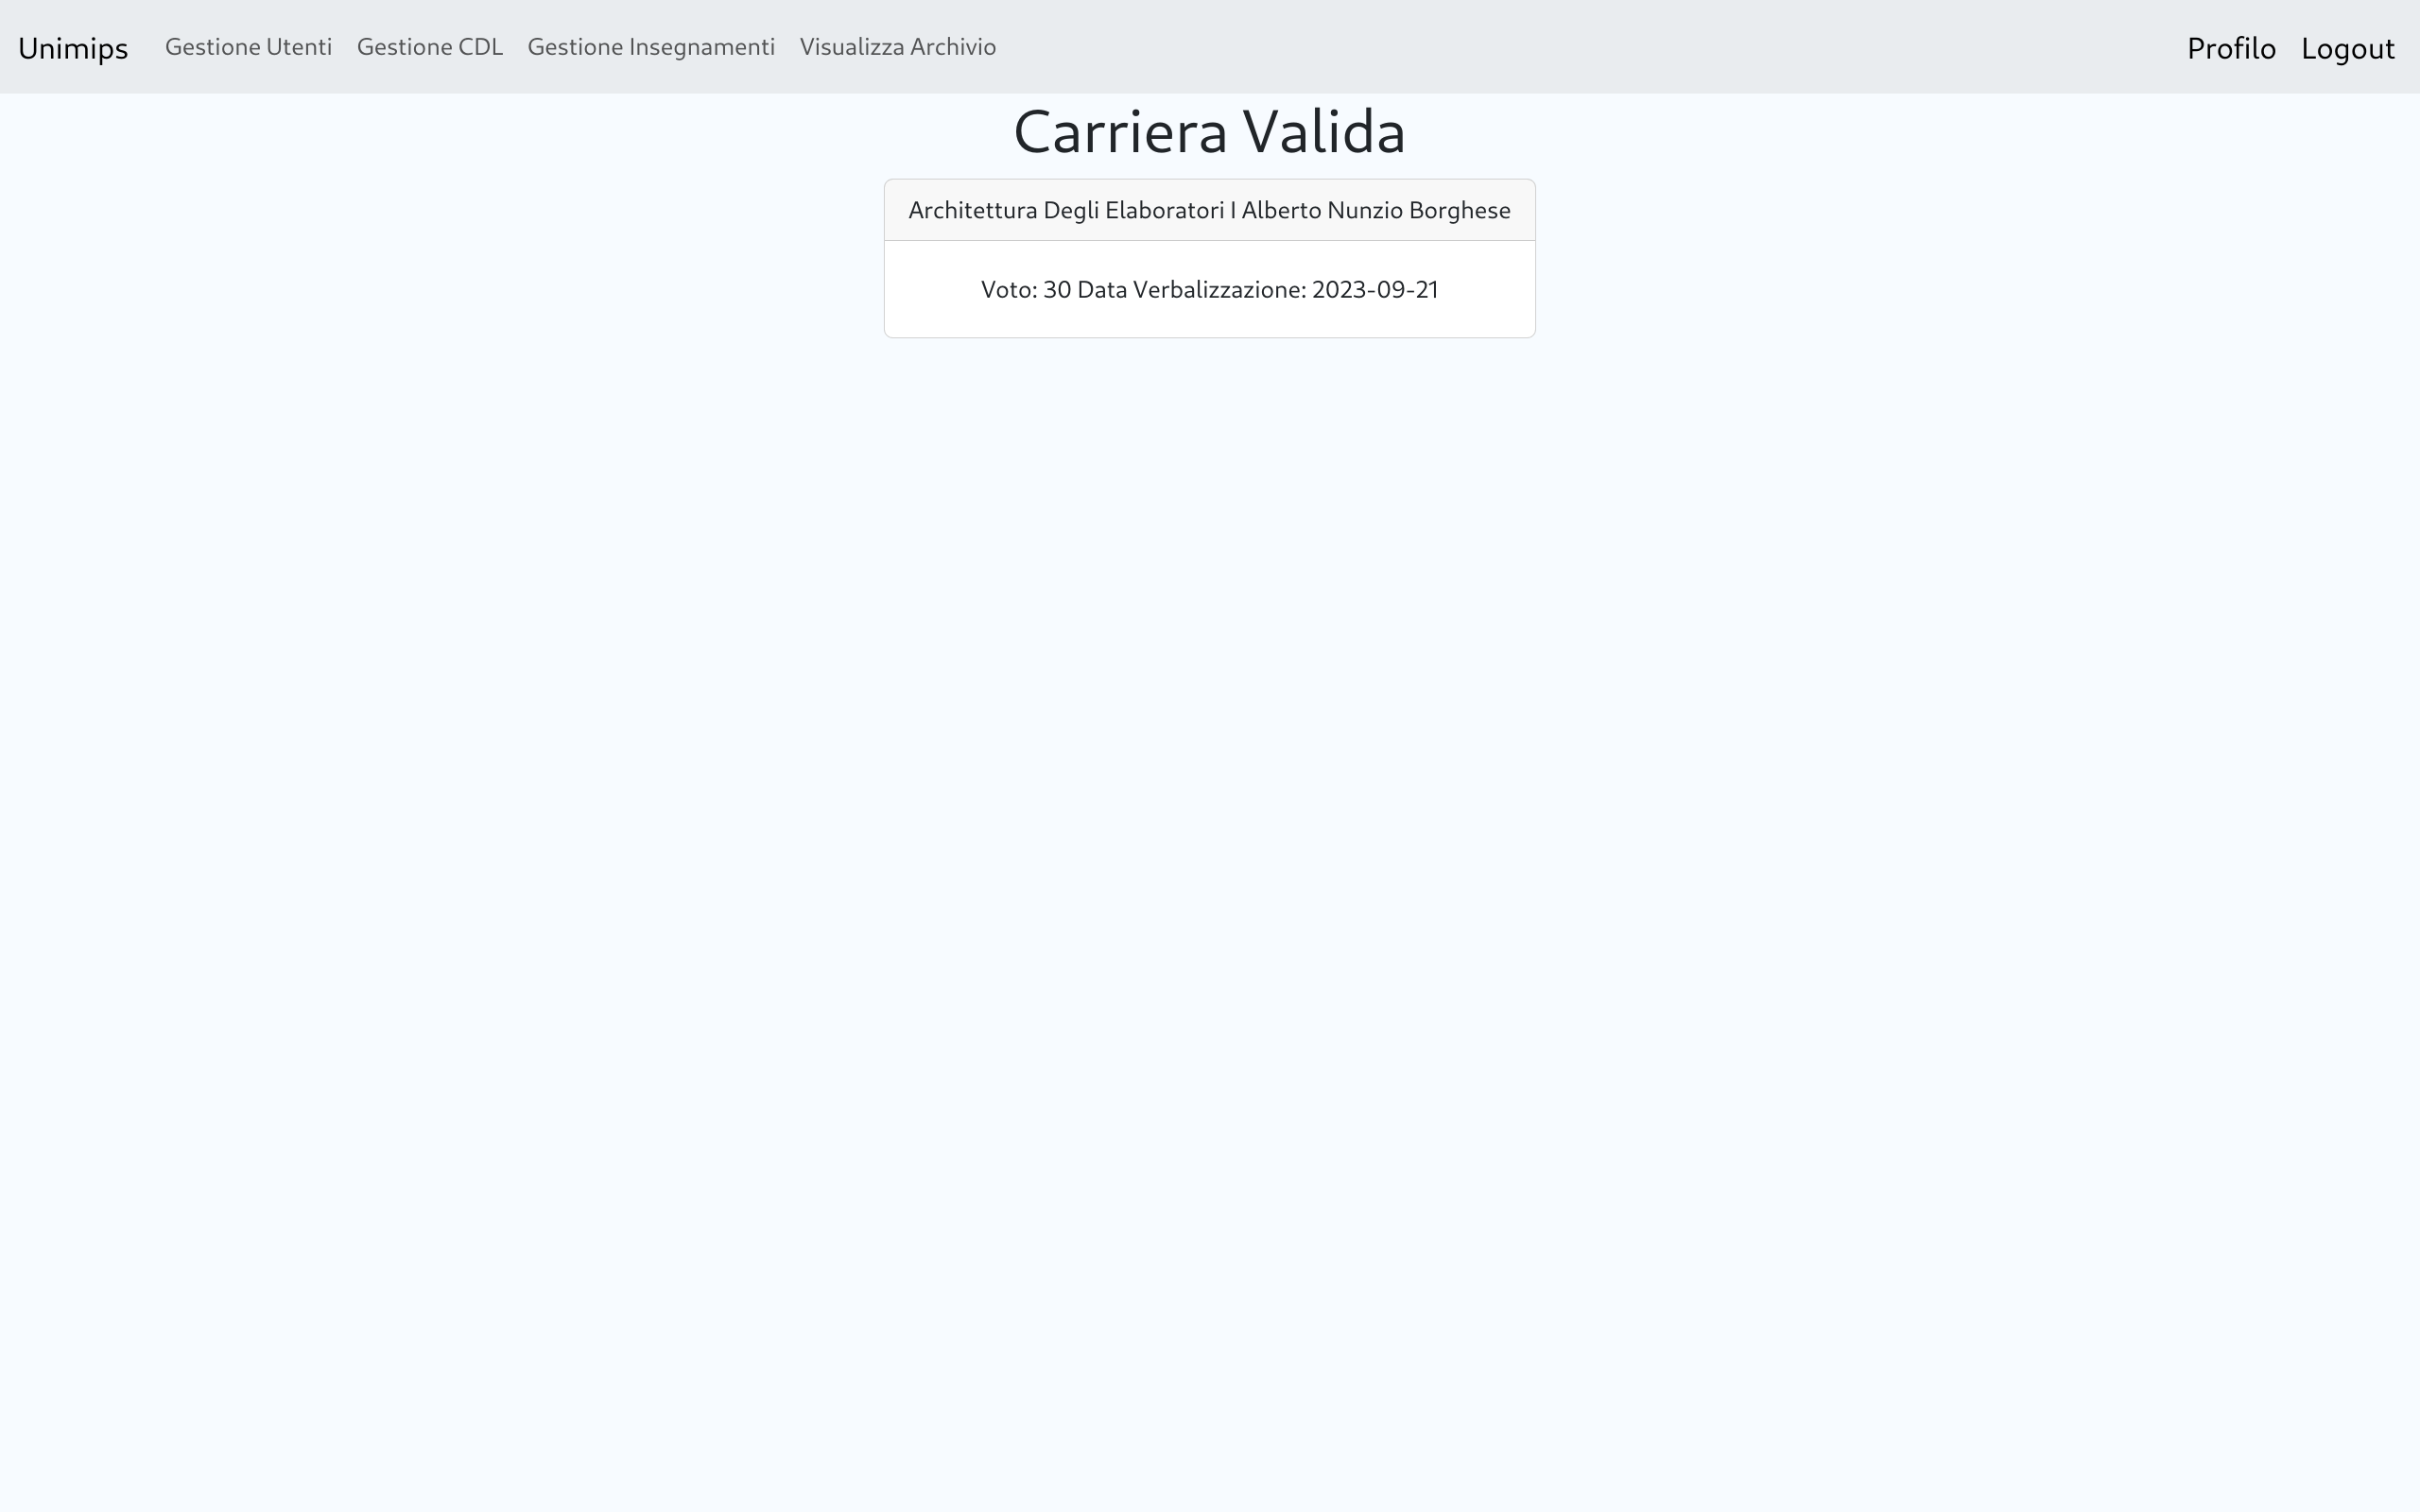 Unimips Gestione Utenti Gestione CDL Gestione Insegnamenti Visualizza Archivio Profilo Logout
Carriera Valida
Architettura Degli Elaboratori I Alberto Nunzio Borghese
Voto: 30 Data Verbalizzazione: 2023-09-21